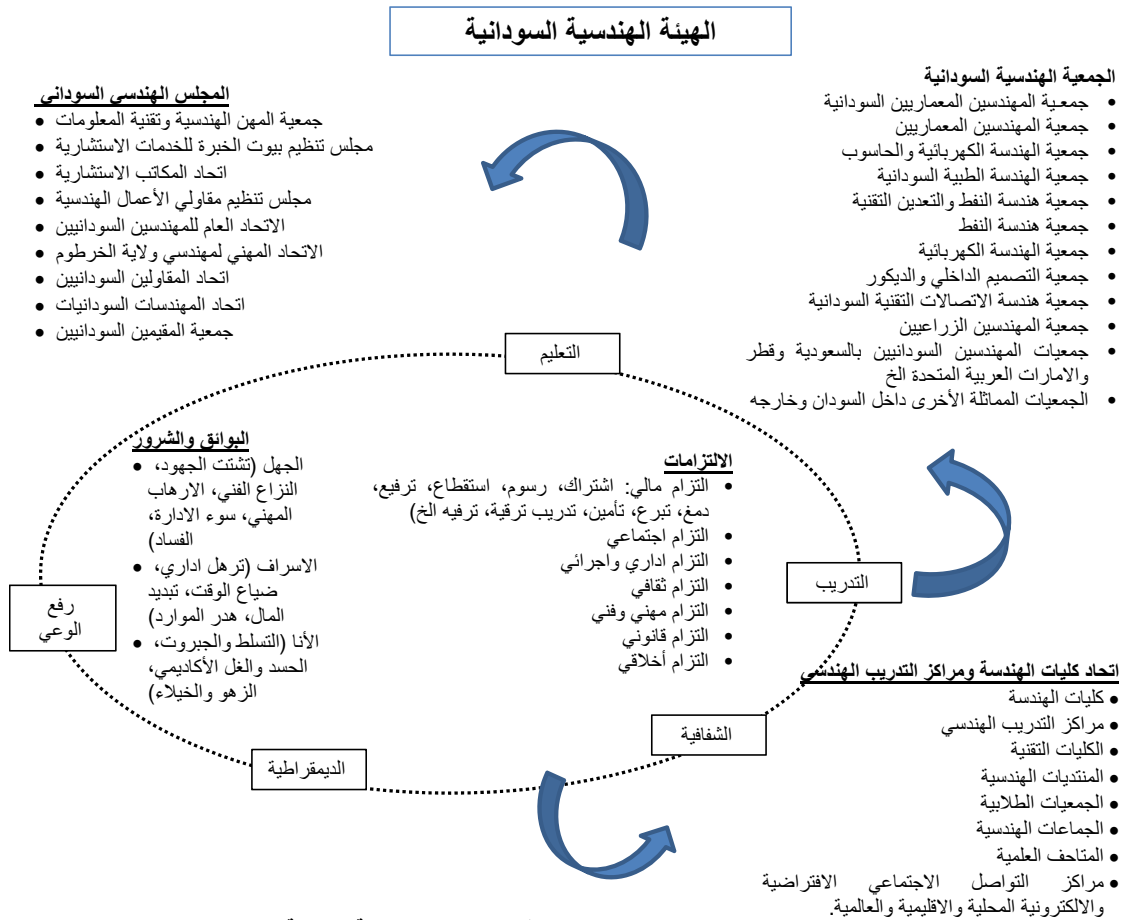 الهيئة الهندسية السودانية
الجمعية الهندسية السودانية
• جمعية المهندسين المعماريين السودانية
• جمعية المهندسين المعماريين
• جمعية الهندسة الكهربائية والحاسوب
• جمعية الهندسة الطبية السودانية
• جمعية هندسة النفط والتعدين التقنية
• جمعية هندسة النفط
• جمعية الهندسة الكهربائية
• جمعية التصميم الداخلي والديكور
• جمعية هندسة الاتصالات التقنية السودانية
• جمعية المهندسين الزراعيين
• جمعيات المهندسين السودانيين بالسعودية وقطر
والامارات العربية المتحدة الخ
• الجمعيات المماثلة الأخرى داخل السودان وخارجه
المجلس الهندسي السوداني
• جمعية المهن الهندسية وتقنية المعلومات
• مجلس تنظيم بيوت الخبرة للخدمات الاستشارية
• اتحاد المكاتب الاستشارية
• مجلس تنظيم مقاولي الأعمال الهندسية
• الاتحاد العام للمهندسين السودانيين
• الاتحاد المهني لمهندسي ولاية الخرطوم
• اتحاد المقاولين السودانيين
• اتحاد المهندسات السودانيات
• جمعية المقيمين السودانيين
التعليم
الالتزامات
• التزام مالي: اشتراك، رسوم، استقطاع، ترفيع،
دمغ، تبرع، تأمين، تدريب ترقية، ترفيه الخ)
• التزام اجتماعي
• التزام اداري واجرائي
• التزام ثقافي
• التزام مهني وفني
• التزام قانوني
• التزام أخلاقي
البوائق والشرور
• الجهل (تشتت الجهود،
النزاع الفني، الارهاب
المهني، سوء الادارة،
الفساد)
• الاسراف (ترهل اداري،
ضياع الوقت، تبديد
المال، هدر الموارد)
• الأنا (التسلط والجبروت،
الحسد والغل الأكاديمي،
الزهو والخيلاء)
التدريب
رفع
الوعي
الشفافية
الديمقراطية
اتحاد كليات الهندسة ومراكز التدريب الهندسي
• كليات الهندسة
• مراكز التدريب الهندسي
• الكليات التقنية
• المنتديات الهندسية
• الجمعيات الطلابية
• الجماعات الهندسية
• المتاحف العلمية
• مراكز التواصل الاجتماعي الافتراضية
والالكترونية المحلية والاقليمية والعالمية.